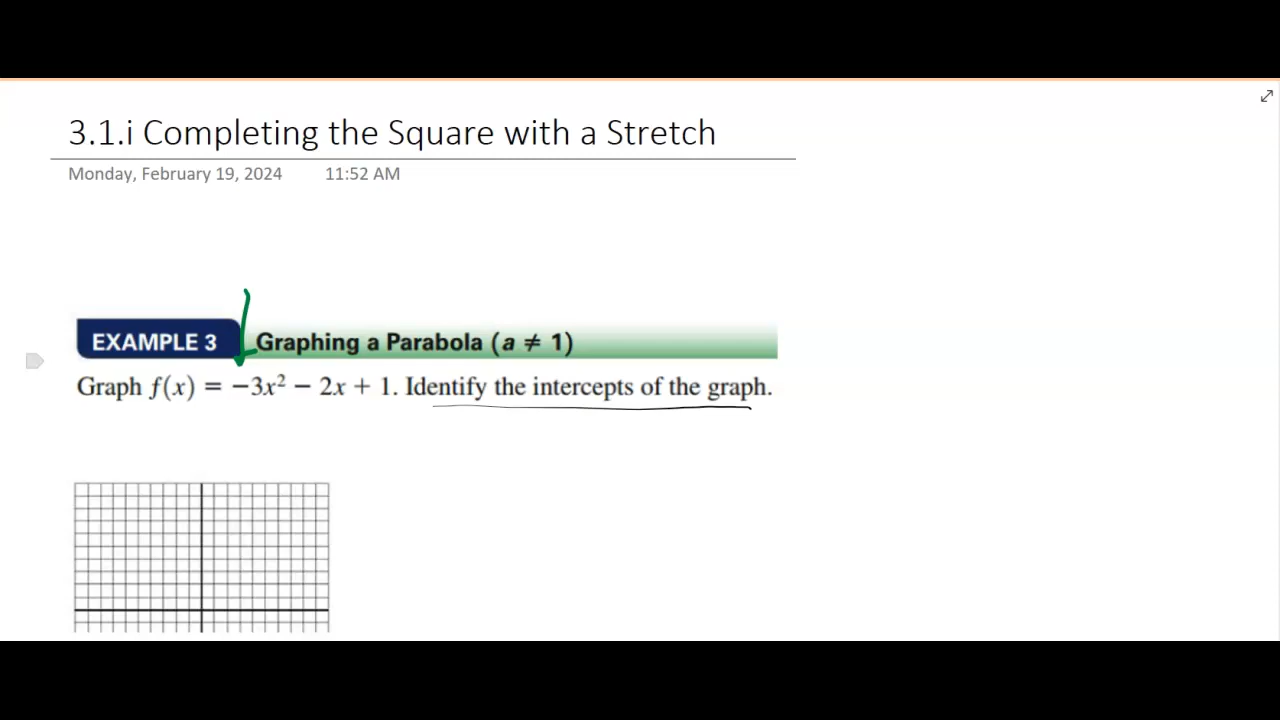 3.1.i Completing the Square with a Stretch
Monday, February 19, 2024 11:52 AM
EXAMPLE 3 Graphing a Parabola (a ≠ 1)
Graph f(x) = −3x² − 2x + 1. Identify the intercepts of the graph.